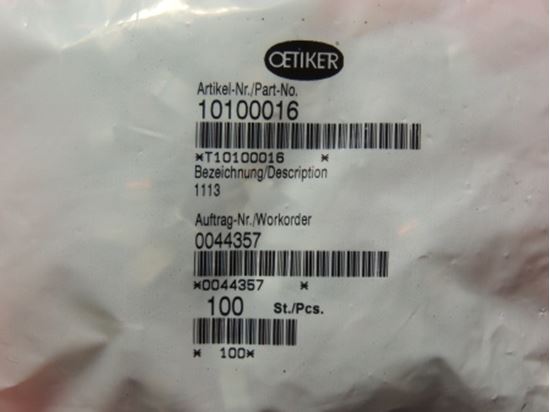 OETIKER
Artikel-Nr./Part-No.
10100016
*T10100016 *
Bezeichnung/Description
1113
Auftrag-Nr./Workorder
0044357
*0044357 *
100 St./Pcs.
* 100*